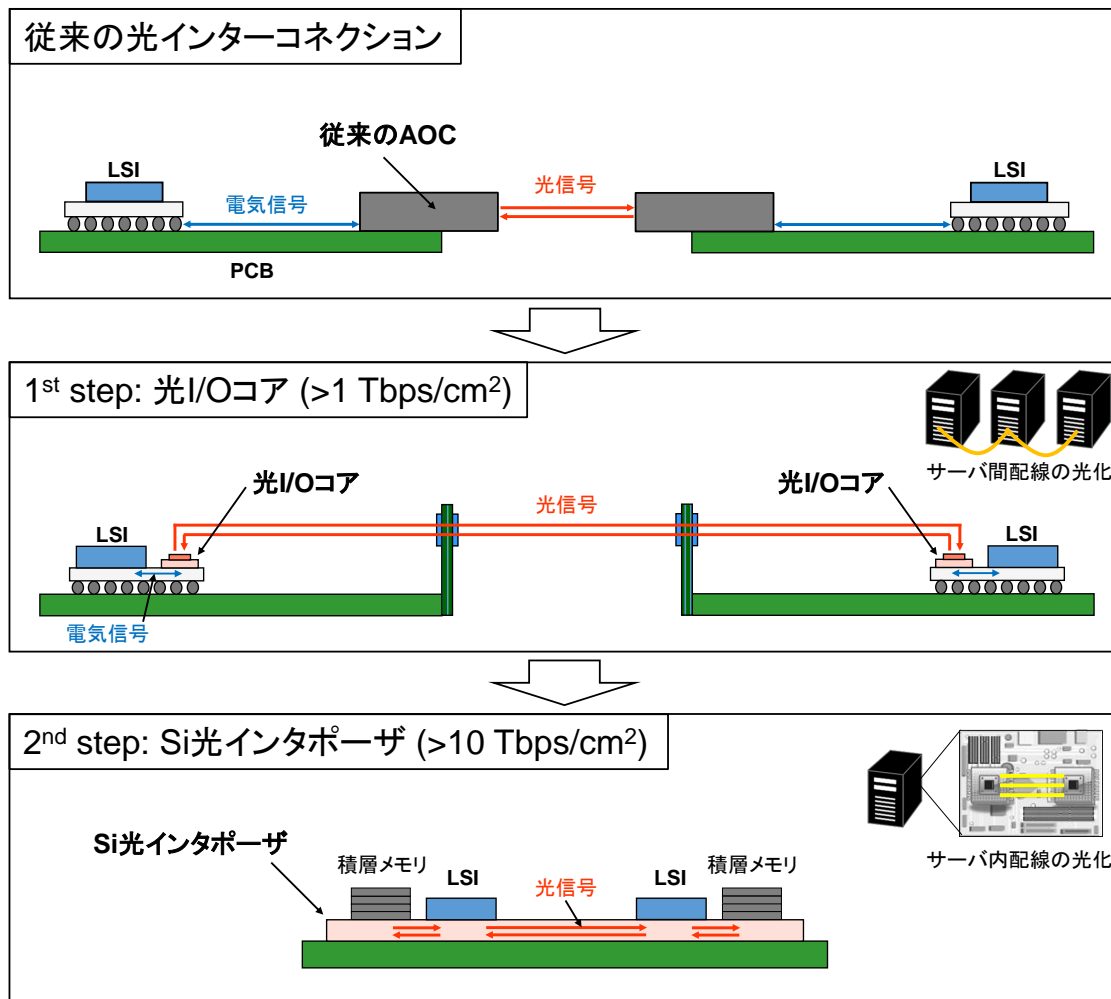 従来の光インターコネクション
従来のAOC
LSI
光信号
LSI
電気信号
PCB
1st step: 光I/Oコア (>1 Tbps/cm²)
サーバ間配線の光化
光I/Oコア
光信号
光I/Oコア
LSI
LSI
電気信号
2nd step: Si光インタポーザ (>10 Tbps/cm²)
サーバ内配線の光化
Si光インタポーザ
積層メモリ
LSI
光信号
LSI
積層メモリ